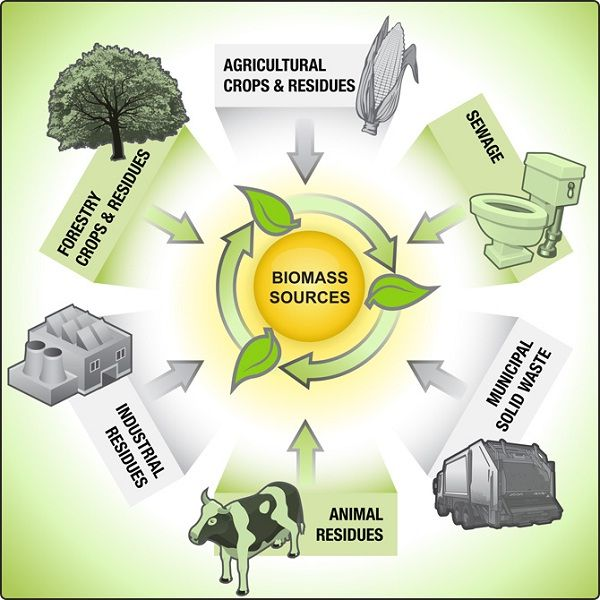 AGRICULTURAL
CROPS & RESIDUES
SEWAGE
FORESTRY
CROPS & RESIDUES
BIOMASS
SOURCES
MUNICIPAL
SOLID WASTE
INDUSTRIAL
RESIDUES
ANIMAL
RESIDUES